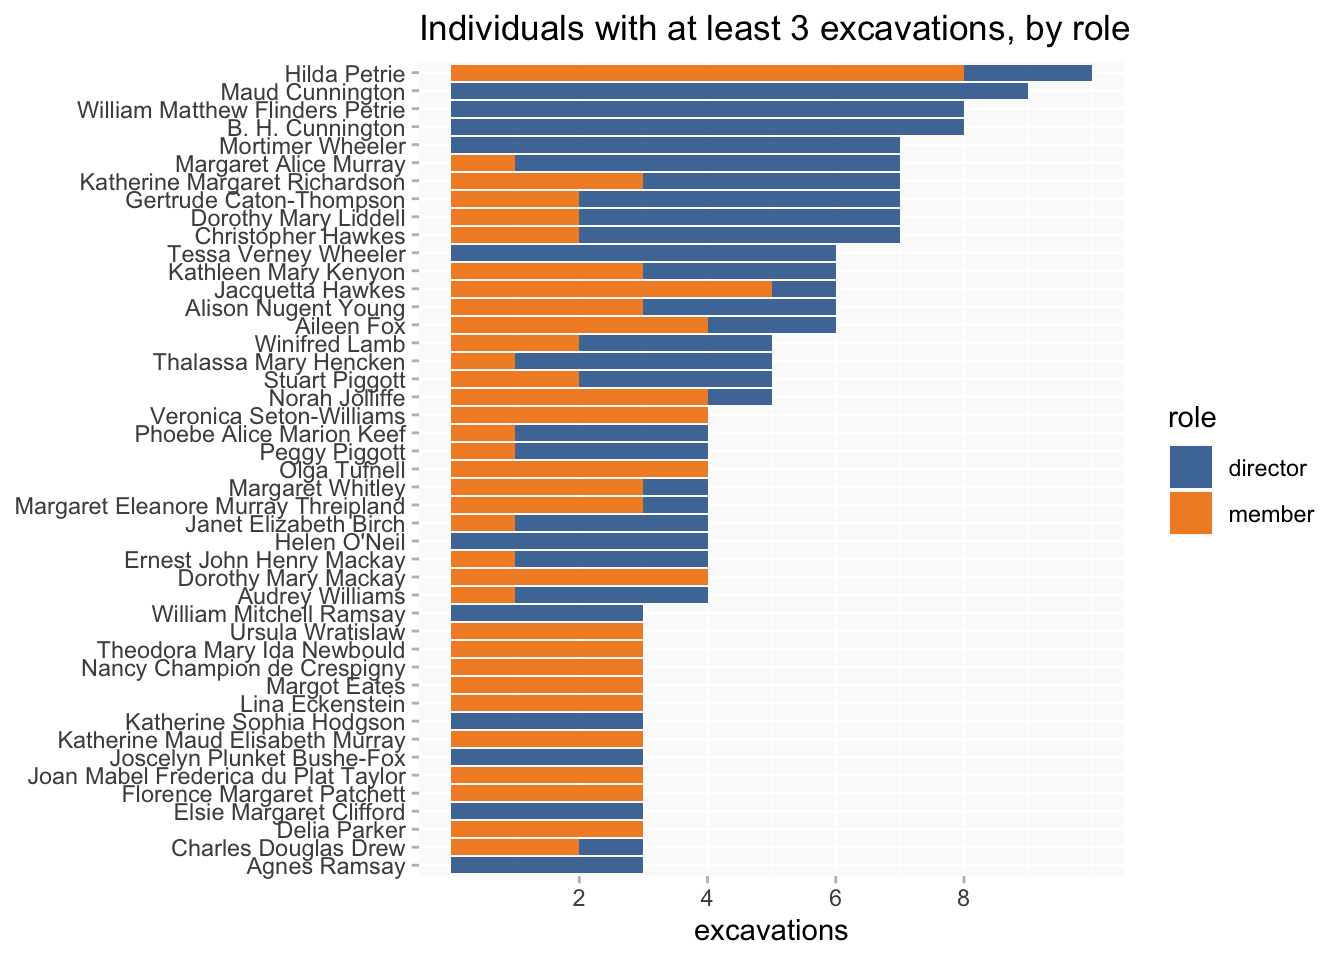 Individuals with at least 3 excavations, by role
Hilda Petrie
Maud Cunnington
William Matthew Flinders Petrie
B. H. Cunnington
Mortimer Wheeler
Margaret Alice Murray
Katherine Margaret Richardson
Gertrude Caton-Thompson
Dorothy Mary Liddell
Christopher Hawkes
Tessa Verney Wheeler
Kathleen Mary Kenyon
Jacquetta Hawkes
Alison Nugent Young
Aileen Fox
Winifred Lamb
Thalassa Mary Hencken
Stuart Piggott
Norah Jolliffe
Veronica Seton-Williams
Phoebe Alice Marion Keef
Peggy Piggott
Olga Tufnell
Margaret Whitley
Margaret Eleanore Murray Threipland
Janet Elizabeth Birch
Helen O'Neil
Ernest John Henry Mackay
Dorothy Mary Mackay
Audrey Williams
William Mitchell Ramsay
Ursula Wratislaw
Theodora Mary Ida Newbould
Nancy Champion de Crespigny
Margot Eates
Lina Eckenstein
Katherine Sophia Hodgson
Katherine Maud Elisabeth Murray
Joscelyn Plunket Bushe-Fox
Joan Mabel Frederica du Plat Taylor
Florence Margaret Patchett
Elsie Margaret Clifford
Delia Parker
Charles Douglas Drew
Agnes Ramsay
2 4 6 8
excavations
role
director
member